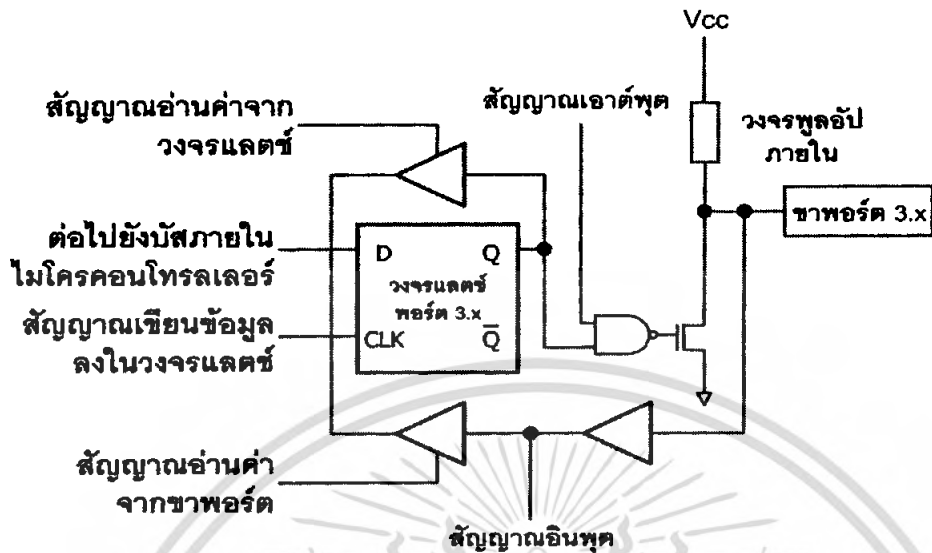 Vcc
สัญญาณอ่านค่าจาก
วงจรแลตช์
สัญญาณเอาต์พุต
วงจรพูลอัป
ภายใน
ขาพอร์ต 3.x
ต่อไปยังบัสภายใน
ไมโครคอนโทรลเลอร์
D Q
วงจรแลตช์
พอร์ต 3.x
สัญญาณเขียนข้อมูล
ลงในวงจรแลตช์
CLK Q̅
สัญญาณอ่านค่า
จากขาพอร์ต
สัญญาณอินพุต